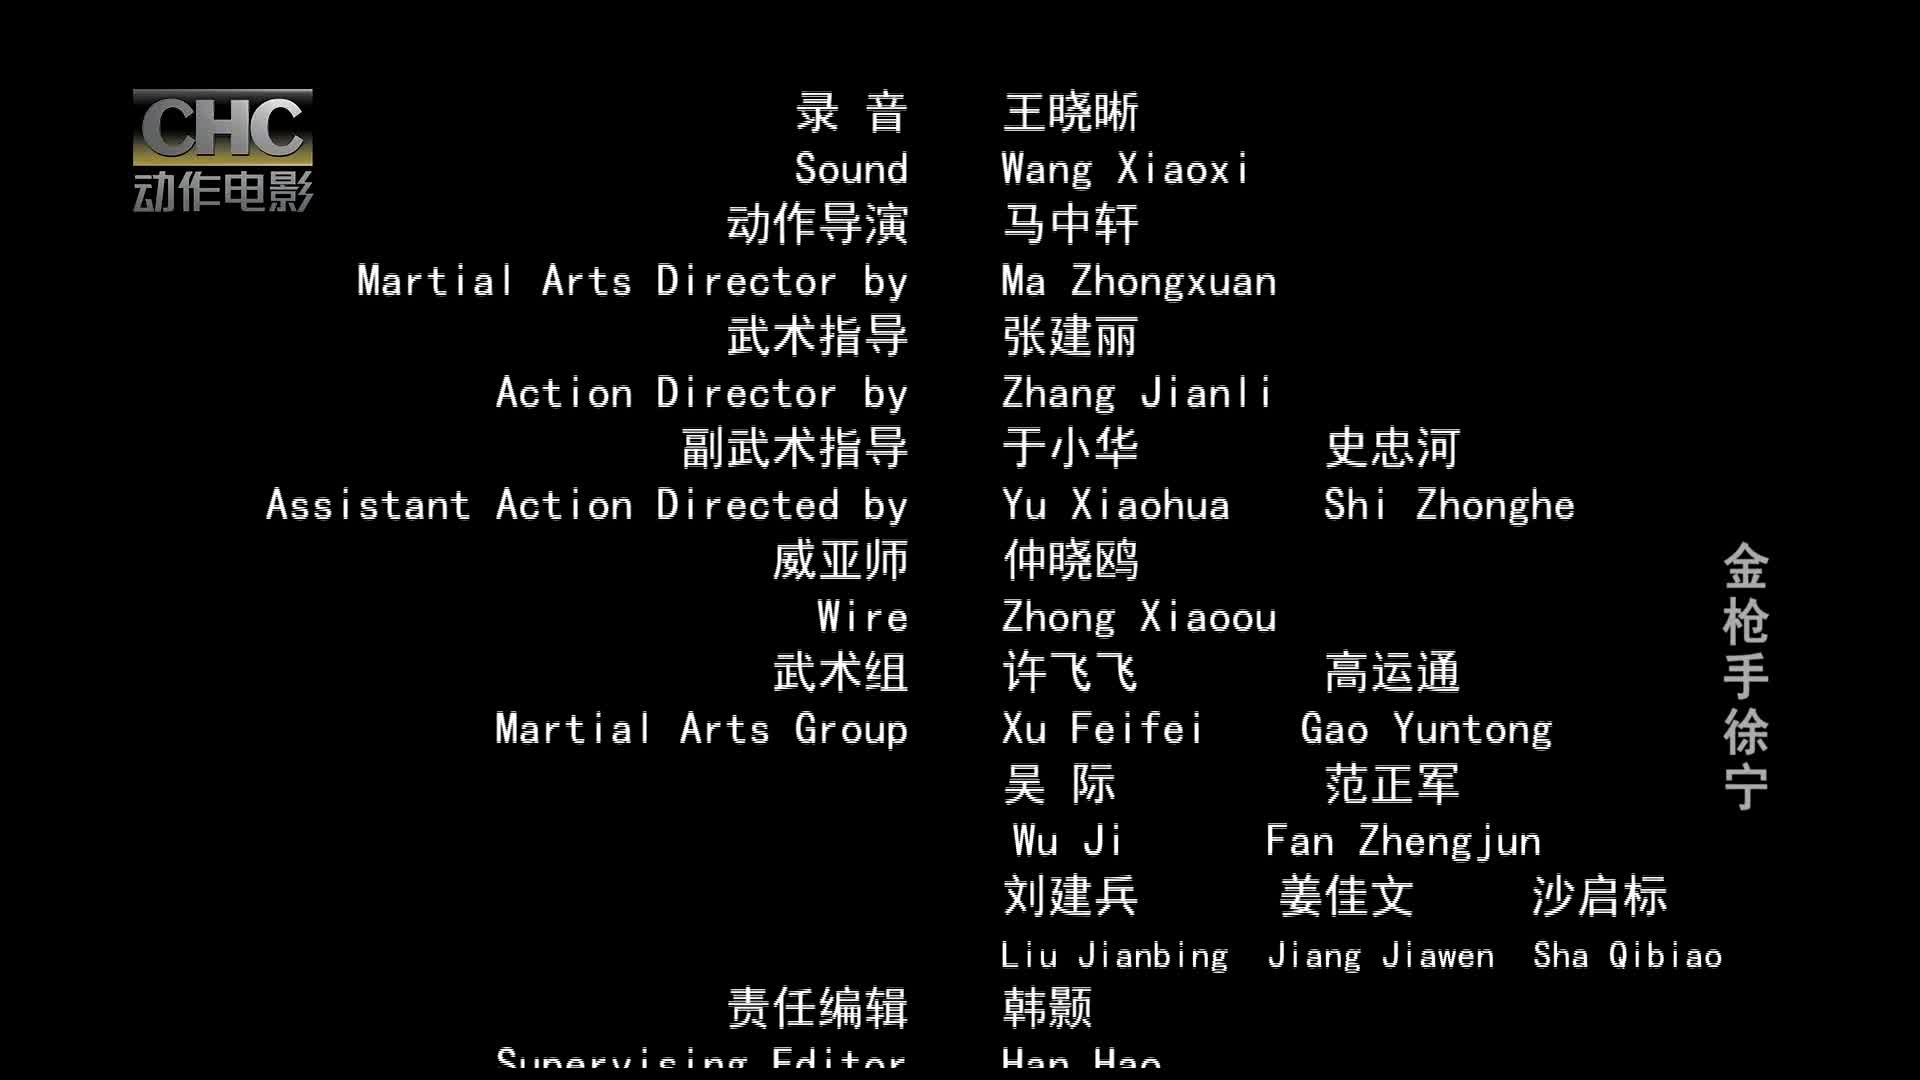 CHC
动作电影
录 音 王晓晰
Sound Wang Xiaoxi
动作导演 马中轩
Martial Arts Director by Ma Zhongxuan
武术指导 张建丽
Action Director by Zhang Jianli
副武术指导 于小华 史忠河
Assistant Action Directed by Yu Xiaohua Shi Zhonghe
威亚师 仲晓鸥
Wire Zhong Xiaoou
武术组 许飞飞 高运通
Martial Arts Group Xu Feifei Gao Yuntong
吴 际 范正军
Wu Ji Fan Zhengjun
刘建兵 姜佳文 沙启标
Liu Jianbing Jiang Jiawen Sha Qibiao
责任编辑 韩颢
Supervising Editor Han Hao
金枪手徐宁